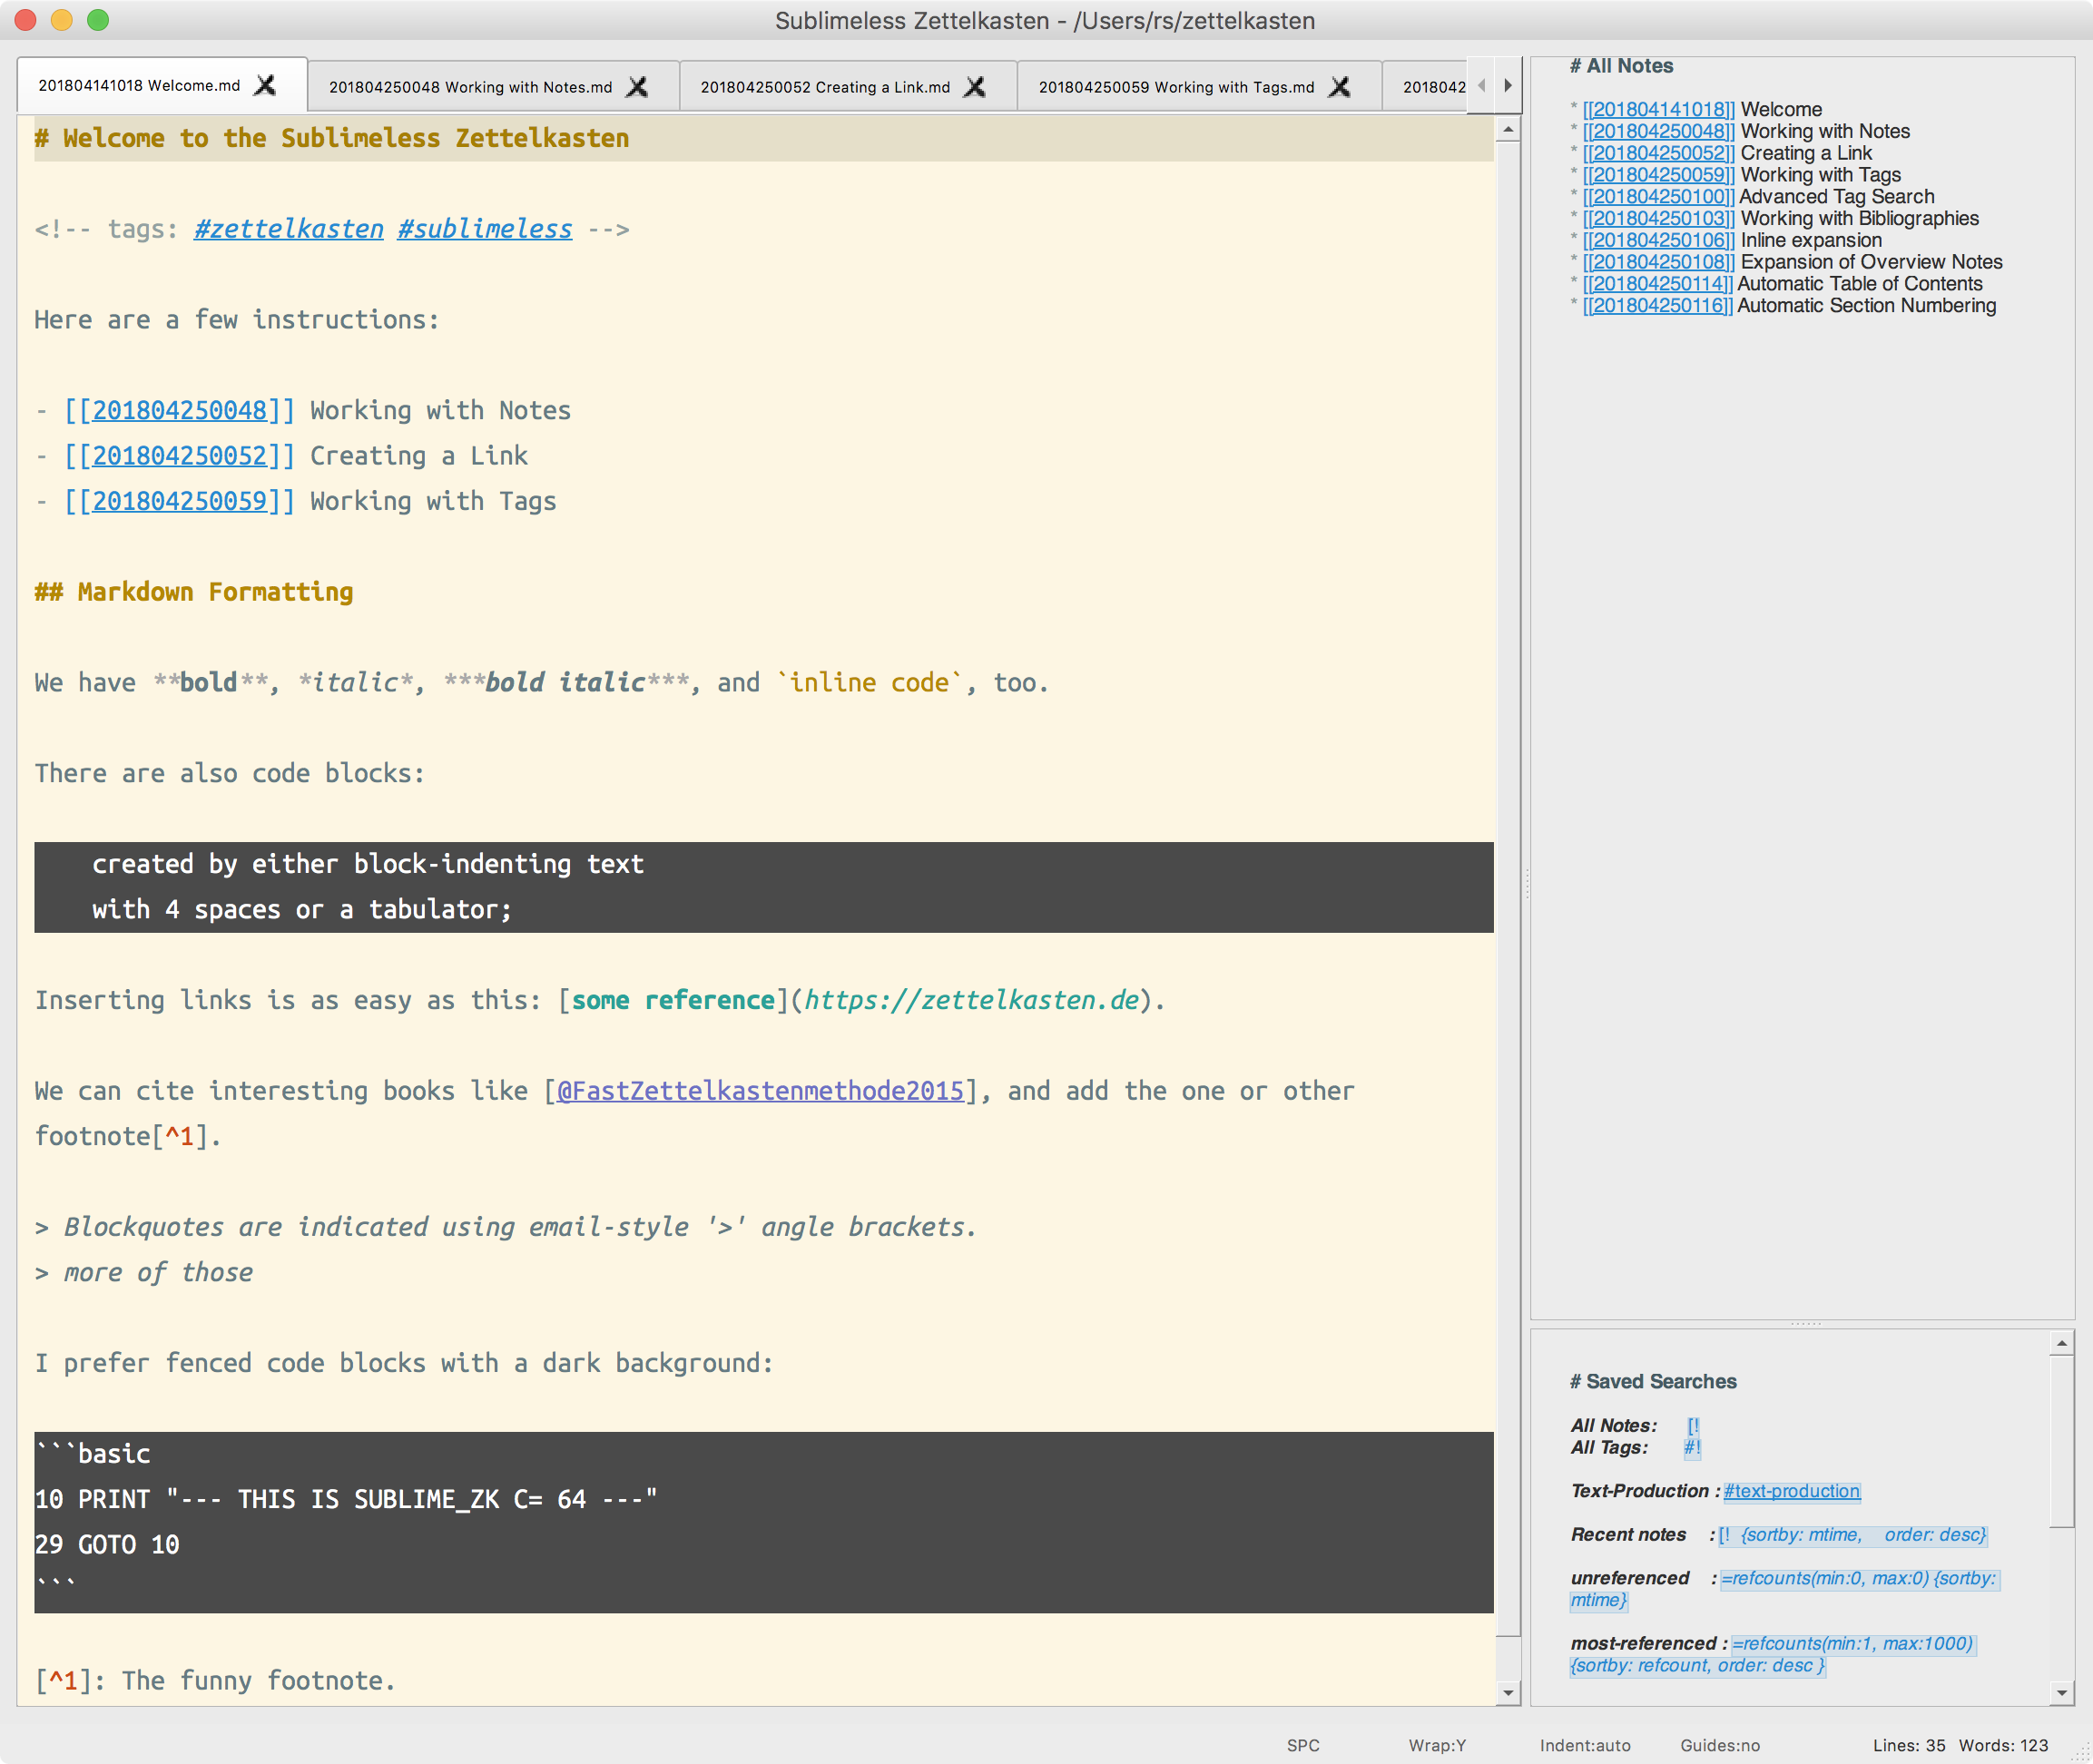 Sublimeless Zettelkasten - /Users/rs/zettelkasten
201804141018 Welcome.md
201804250048 Working with Notes.md
201804250052 Creating a Link.md
201804250059 Working with Tags.md
2018042
# Welcome to the Sublimeless Zettelkasten
<!-- tags: #zettelkasten #sublimeless -->
Here are a few instructions:
- [[201804250048]] Working with Notes
- [[201804250052]] Creating a Link
- [[201804250059]] Working with Tags
## Markdown Formatting
We have **bold**, *italic*, ***bold italic***, and `inline code`, too.
There are also code blocks:
created by either block-indenting text
with 4 spaces or a tabulator;
Inserting links is as easy as this: [some reference](https://zettelkasten.de).
We can cite interesting books like [@FastZettelkastenmethode2015], and add the one or other
footnote[^1].
> Blockquotes are indicated using email-style '>' angle brackets.
> more of those
I prefer fenced code blocks with a dark background:
```basic
10 PRINT "--- THIS IS SUBLIME_ZK C= 64 ---"
29 GOTO 10
```
[^1]: The funny footnote.
# All Notes
* [[201804141018]] Welcome
* [[201804250048]] Working with Notes
* [[201804250052]] Creating a Link
* [[201804250059]] Working with Tags
* [[201804250100]] Advanced Tag Search
* [[201804250103]] Working with Bibliographies
* [[201804250106]] Inline expansion
* [[201804250108]] Expansion of Overview Notes
* [[201804250114]] Automatic Table of Contents
* [[201804250116]] Automatic Section Numbering
# Saved Searches
All Notes: [!
All Tags: #!
Text-Production : #text-production
Recent notes : [! {sortby: mtime, order: desc}
unreferenced : =refcounts(min:0, max:0) {sortby:
mtime}
most-referenced : =refcounts(min:1, max:1000)
{sortby: refcount, order: desc }
SPC Wrap:Y Indent:auto Guides:no Lines: 35 Words: 123